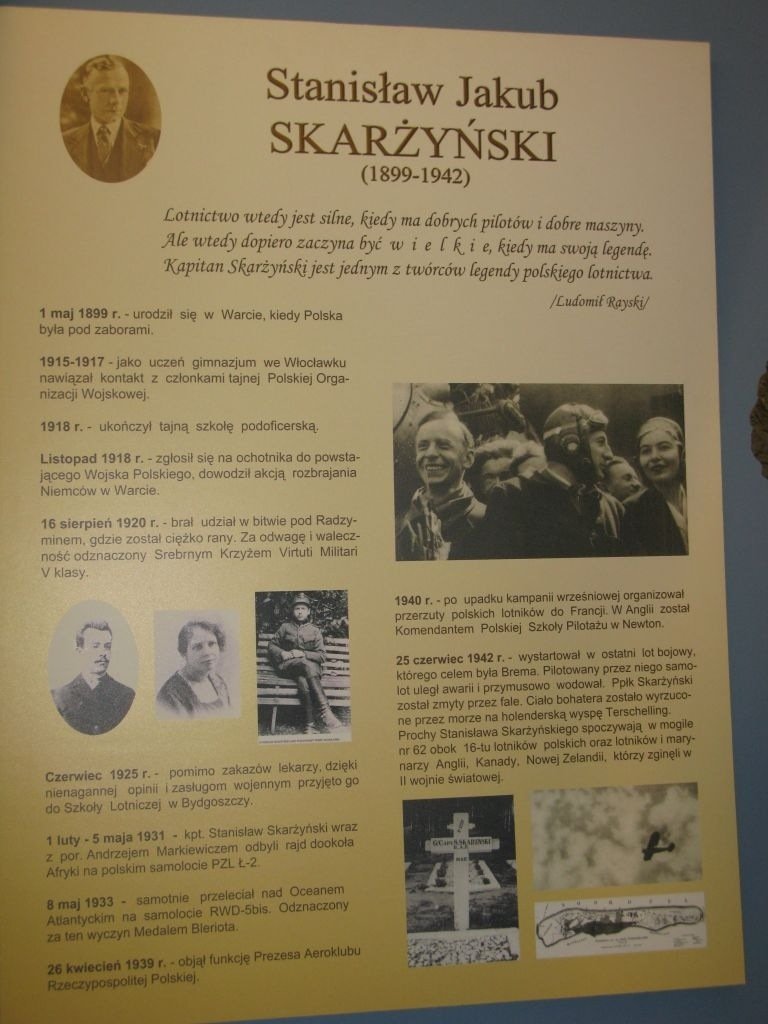 Stanisław Jakub
SKARŻYŃSKI
(1899-1942)
Lotnictwo wtedy jest silne, kiedy ma dobrych pilotów i dobre maszyny.
Ale wtedy dopiero zaczyna być w i e l k i e, kiedy ma swoją legendę.
Kapitan Skarżyński jest jednym z twórców legendy polskiego lotnictwa.
/Ludomił Rayski/
1 maj 1899 r. - urodził się w Warcie, kiedy Polska
była pod zaborami.
1915-1917 - jako uczeń gimnazjum we Włocławku
nawiązał kontakt z członkami tajnej Polskiej Orga-
nizacji Wojskowej.
1918 r. - ukończył tajną szkołę podoficerską.
Listopad 1918 r. - zgłosił się na ochotnika do powsta-
jącego Wojska Polskiego, dowodził akcją rozbrajania
Niemców w Warcie.
16 sierpień 1920 r. - brał udział w bitwie pod Radzy-
minem, gdzie został ciężko rany. Za odwagę i walecz-
ność odznaczony Srebrnym Krzyżem Virtuti Militari
V klasy.
Czerwiec 1925 r. - pomimo zakazów lekarzy, dzięki
nienagannej opinii i zasługom wojennym przyjęto go
do Szkoły Lotniczej w Bydgoszczy.
1 luty - 5 maja 1931 - kpt. Stanisław Skarżyński wraz
z por. Andrzejem Markiewiczem odbyli rajd dookoła
Afryki na polskim samolocie PZL Ł-2.
8 maj 1933 - samotnie przeleciał nad Oceanem
Atlantyckim na samolocie RWD-5bis. Odznaczony
za ten wyczyn Medalem Bleriota.
26 kwiecień 1939 r. - objął funkcję Prezesa Aeroklubu
Rzeczypospolitej Polskiej.
1940 r. - po upadku kampanii wrześniowej organizował
przerzuty polskich lotników do Francji. W Anglii został
Komendantem Polskiej Szkoły Pilotażu w Newton.
25 czerwiec 1942 r. - wystartował w ostatni lot bojowy,
którego celem była Brema. Pilotowany przez niego samo-
lot uległ awarii i przymusowo wodował. Ppłk Skarżyński
został zmyty przez fale. Ciało bohatera zostało wyrzuco-
ne przez morze na holenderską wyspę Terschelling.
Prochy Stanisława Skarżyńskiego spoczywają w mogile
nr 62 obok 16-tu lotników polskich oraz lotników i mary-
narzy Anglii, Kanady, Nowej Zelandii, którzy zginęli w
II wojnie światowej.
G/CAPT S. SKARZYNSKI
R.A.F.